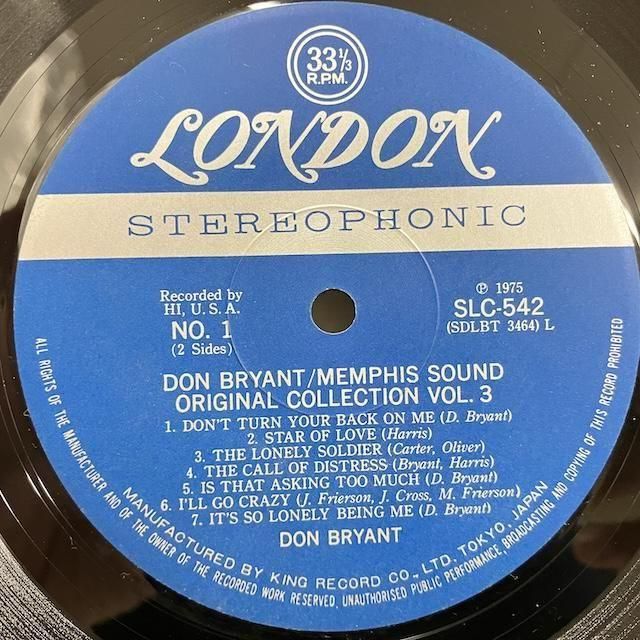 33 1/3
R.P.M.
LONDON
STEREOPHONIC
Recorded by
HI, U. S. A.
NO. 1
(2 Sides)
℗ 1975
SLC-542
(SDLBT 3464) L
DON BRYANT/MEMPHIS SOUND
ORIGINAL COLLECTION VOL. 3
1. DON'T TURN YOUR BACK ON ME (D. Bryant)
2. STAR OF LOVE (Harris)
3. THE LONELY SOLDIER (Carter, Oliver)
4. THE CALL OF DISTRESS (Bryant, Harris)
5. IS THAT ASKING TOO MUCH (D. Bryant)
6. I'LL GO CRAZY (J. Frierson, J. Cross, M. Frierson)
7. IT'S SO LONELY BEING ME (D. Bryant)
DON BRYANT
MANUFACTURED BY KING RECORD CO., LTD. TOKYO, JAPAN
ALL RIGHTS OF THE MANUFACTURER AND OF THE OWNER OF THE RECORDED WORK RESERVED. UNAUTHORISED PUBLIC PERFORMANCE, BROADCASTING AND COPYING OF THIS RECORD PROHIBITED